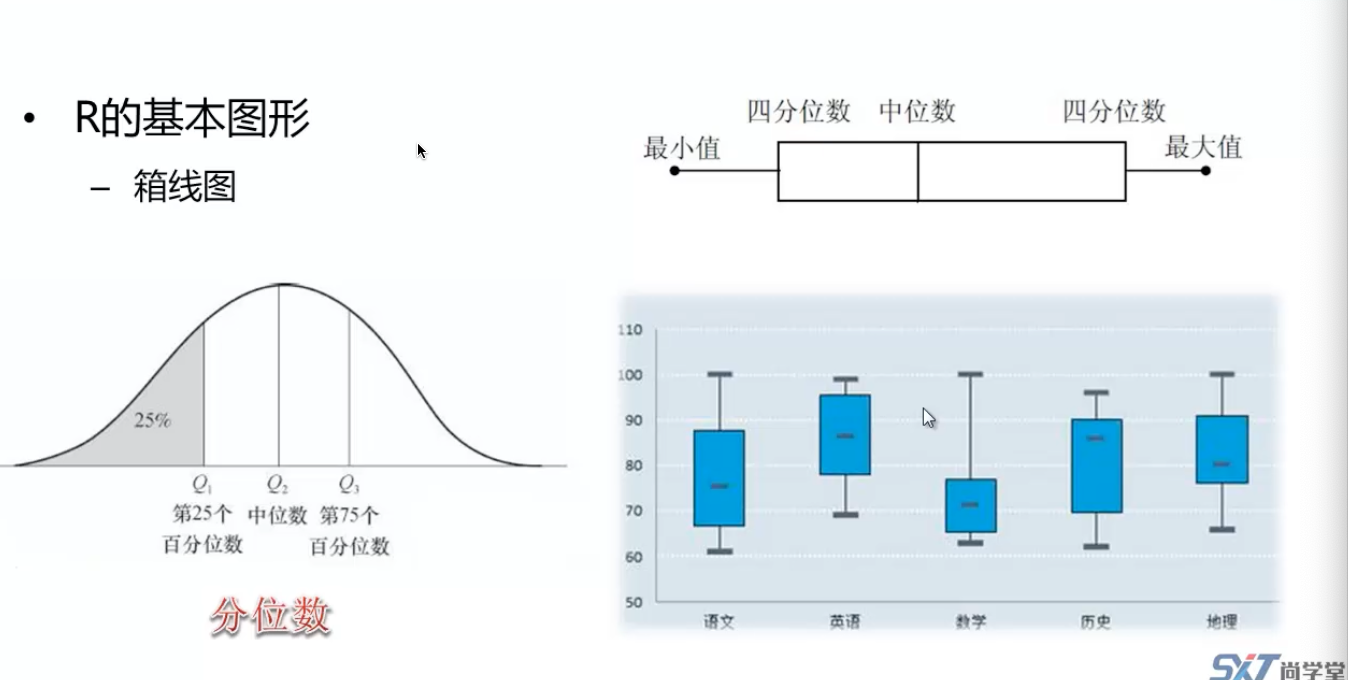 • R的基本图形
– 箱线图
四分位数 中位数 四分位数
最小值 最大值
25%
Q1 Q2 Q3
第25个 中位数 第75个
百分位数 百分位数
分位数
110
100
90
80
70
60
50
语文 英语 数学 历史 地理
SXT尚学堂